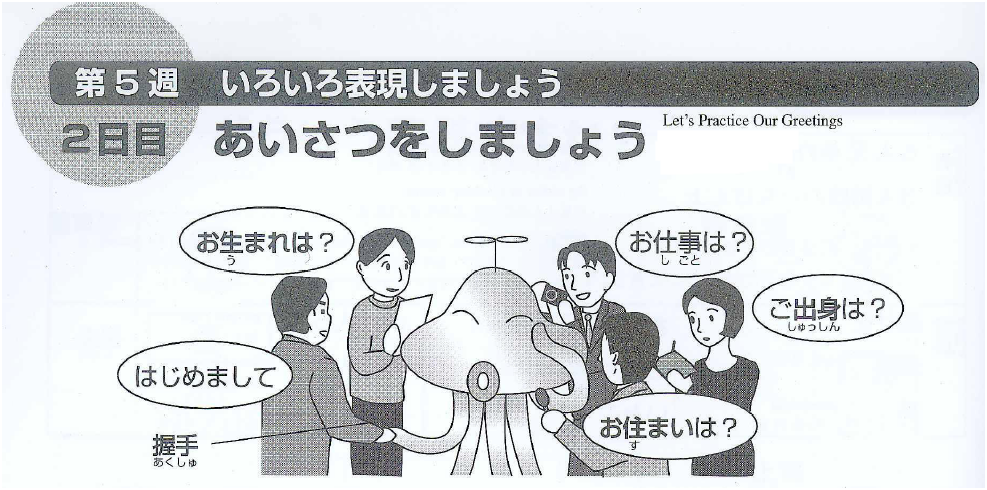 第5週　いろいろ表現しましょう
2日目　あいさつをしましょう
Let's Practice Our Greetings
お生まれは？
う
お仕事は？
しごと
ご出身は？
しゅっしん
はじめまして
お住まいは？
す
握手
あくしゅ